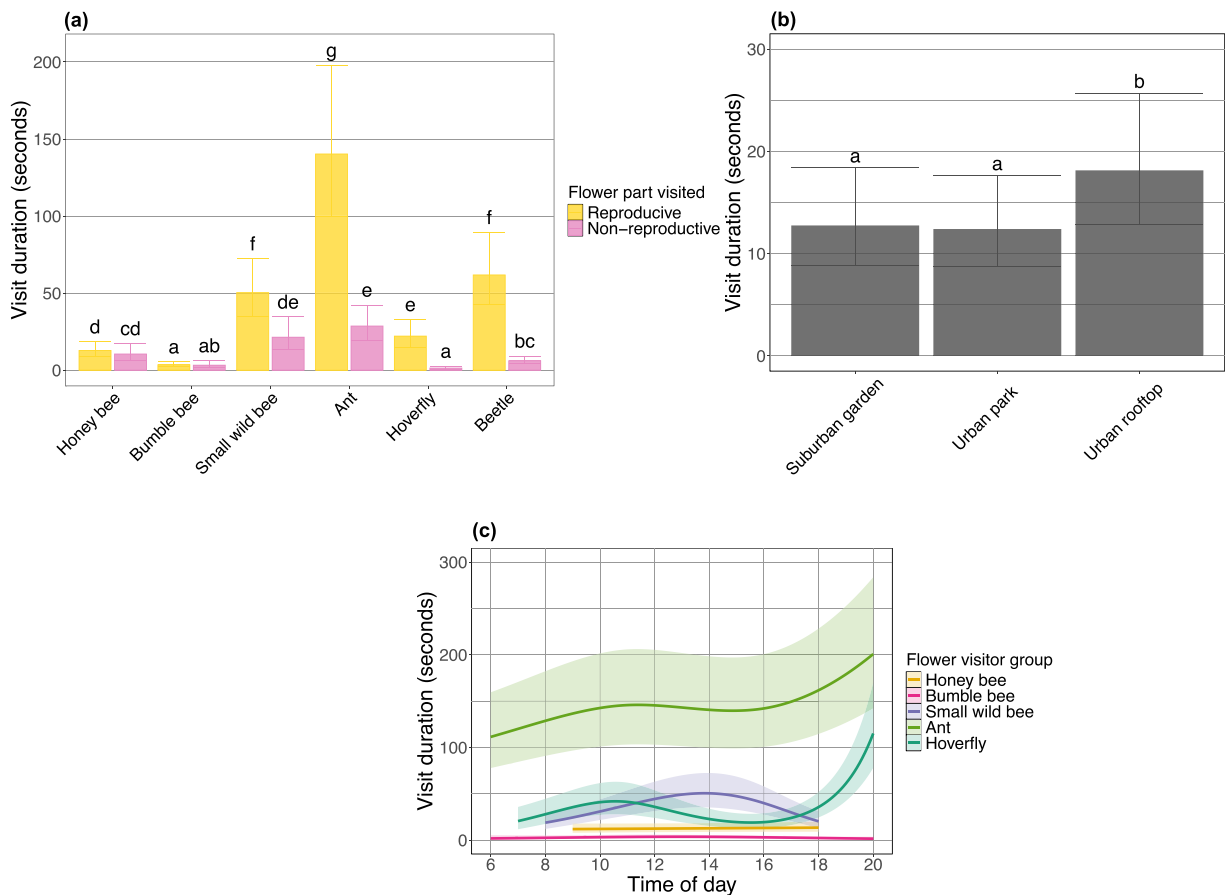 (a)
Visit duration (seconds)
200
150
100
50
0
d
cd
a
ab
f
de
g
e
e
a
f
bc
Honey bee
Bumble bee
Small wild bee
Ant
Hoverfly
Beetle
Flower part visited
Reproducive
Non−reproductive
(b)
Visit duration (seconds)
30
20
10
0
a
a
b
Suburban garden
Urban park
Urban rooftop
(c)
Visit duration (seconds)
300
200
100
0
6
8
10
12
14
16
18
20
Time of day
Flower visitor group
Honey bee
Bumble bee
Small wild bee
Ant
Hoverfly